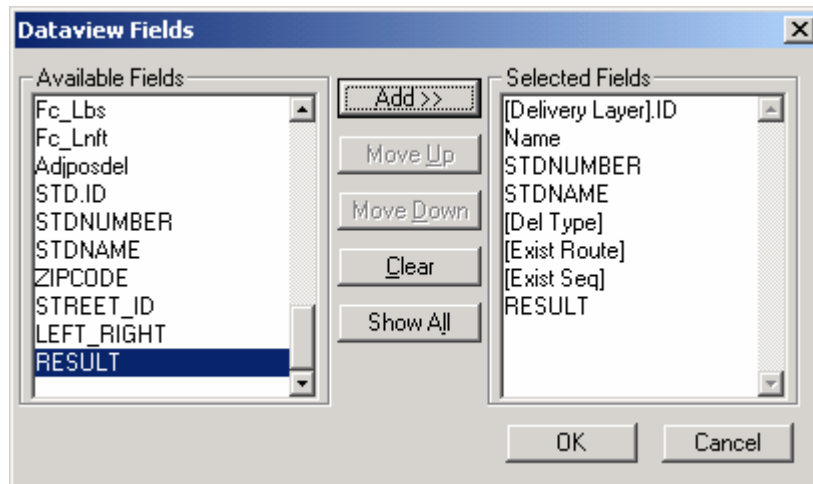 Dataview Fields
Available Fields
Fc_Lbs
Fc_Lnft
Adjposdel
STD.ID
STDNUMBER
STDNAME
ZIPCODE
STREET_ID
LEFT_RIGHT
RESULT
Add >>
Move Up
Move Down
Clear
Show All
Selected Fields
[Delivery Layer].ID
Name
STDNUMBER
STDNAME
[Del Type]
[Exist Route]
[Exist Seq]
RESULT
OK
Cancel